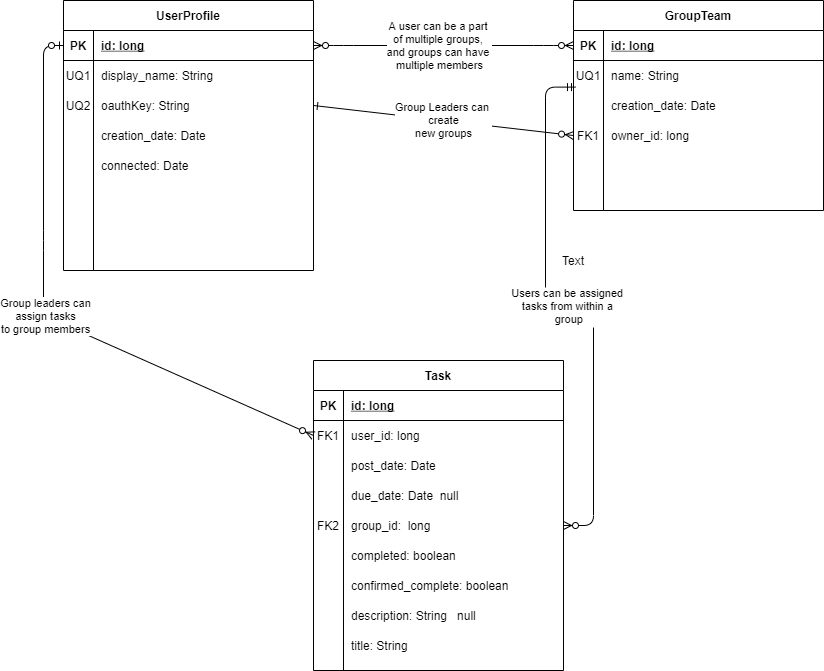 UserProfile
PK id: long
UQ1 display_name: String
UQ2 oauthKey: String
creation_date: Date
connected: Date
A user can be a part
of multiple groups,
and groups can have
multiple members
Group Leaders can
create
new groups
GroupTeam
PK id: long
UQ1 name: String
creation_date: Date
FK1 owner_id: long
Text
Users can be assigned
tasks from within a
group
Group leaders can
assign tasks
to group members
Task
PK id: long
FK1 user_id: long
post_date: Date
due_date: Date null
FK2 group_id: long
completed: boolean
confirmed_complete: boolean
description: String null
title: String